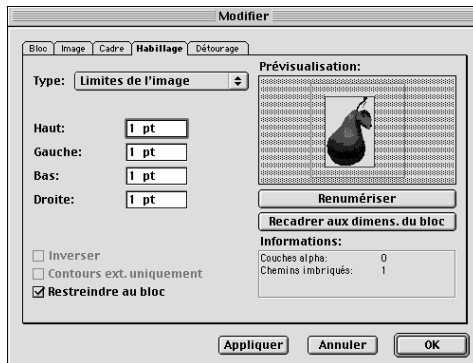 Modifier
Bloc Image Cadre Habillage Détourage
Type: Limites de l'image
Haut: 1 pt
Gauche: 1 pt
Bas: 1 pt
Droite: 1 pt
Inverser
Contours ext. uniquement
Restreindre au bloc
Prévisualisation:
Renumériser
Recadrer aux dimens. du bloc
Informations:
Couches alpha: 0
Chemins imbriqués: 1
Appliquer Annuler OK